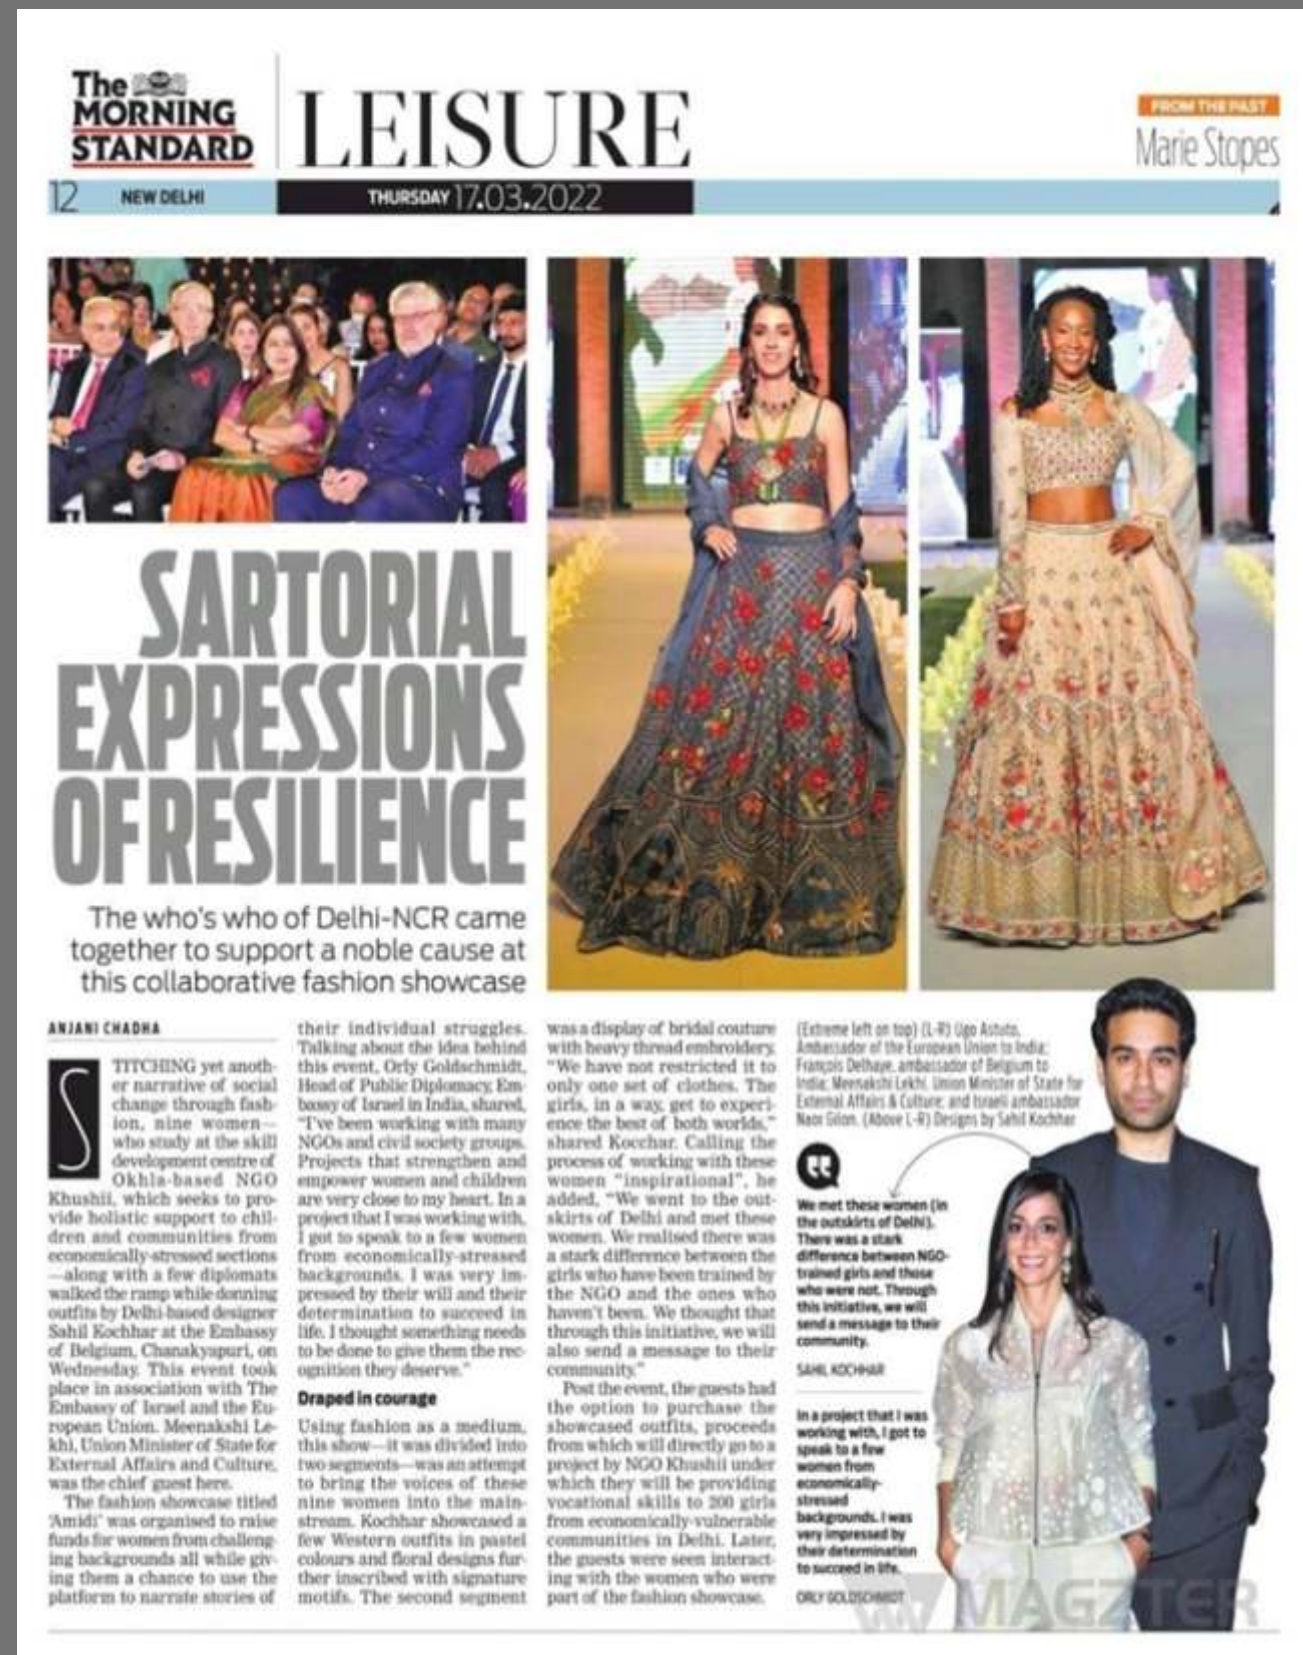 The
MORNING
STANDARD
LEISURE
FROM THE PAST
Marie Stopes
12 NEW DELHI
THURSDAY 17.03.2022
SARTORIAL
EXPRESSIONS
OF RESILIENCE
The who's who of Delhi-NCR came
together to support a noble cause at
this collaborative fashion showcase
ANJANI CHADHA
STITCHING yet anoth-
er narrative of social
change through fash-
ion, nine women—
who study at the skill
development centre of
Okhla-based NGO
Khushii, which seeks to pro-
vide holistic support to chil-
dren and communities from
economically-stressed sections
—along with a few diplomats
walked the ramp while donning
outfits by Delhi-based designer
Sahil Kochhar at the Embassy
of Belgium, Chanakyapuri, on
Wednesday. This event took
place in association with The
Embassy of Israel and the Eu-
ropean Union. Meenakshi Le-
khi, Union Minister of State for
External Affairs and Culture,
was the chief guest here.
The fashion showcase titled
'Amidi' was organised to raise
funds for women from challeng-
ing backgrounds all while giv-
ing them a chance to use the
platform to narrate stories of
their individual struggles.
Talking about the idea behind
this event, Orly Goldschmidt,
Head of Public Diplomacy, Em-
bassy of Israel in India, shared,
"I've been working with many
NGOs and civil society groups.
Projects that strengthen and
empower women and children
are very close to my heart. In a
project that I was working with,
I got to speak to a few women
from economically-stressed
backgrounds. I was very im-
pressed by their will and their
determination to succeed in
life. I thought something needs
to be done to give them the rec-
ognition they deserve."
Draped in courage
Using fashion as a medium,
this show—it was divided into
two segments—was an attempt
to bring the voices of these
nine women into the main-
stream. Kochhar showcased a
few Western outfits in pastel
colours and floral designs fur-
ther inscribed with signature
motifs. The second segment
was a display of bridal couture
with heavy thread embroidery.
"We have not restricted it to
only one set of clothes. The
girls, in a way, get to experi-
ence the best of both worlds,"
shared Kocchar. Calling the
process of working with these
women "inspirational", he
added, "We went to the out-
skirts of Delhi and met these
women. We realised there was
a stark difference between the
girls who have been trained by
the NGO and the ones who
haven't been. We thought that
through this initiative, we will
also send a message to their
community."
Post the event, the guests had
the option to purchase the
showcased outfits, proceeds
from which will directly go to a
project by NGO Khushii under
which they will be providing
vocational skills to 200 girls
from economically-vulnerable
communities in Delhi. Later,
the guests were seen interact-
ing with the women who were
part of the fashion showcase.
(Extreme left on top) (L-R) Ugo Astuto,
Ambassador of the European Union to India;
François Delhaye, ambassador of Belgium to
India; Meenakshi Lekhi, Union Minister of State for
External Affairs & Culture; and Israeli ambassador
Naor Gilon. (Above L-R) Designs by Sahil Kochhar
We met these women (in
the outskirts of Delhi).
There was a stark
difference between NGO-
trained girls and those
who were not. Through
this initiative, we will
send a message to their
community.
SAHIL KOCHHAR
In a project that I was
working with, I got to
speak to a few
women from
economically-
stressed
backgrounds. I was
very impressed by
their determination
to succeed in life.
ORLY GOLDSCHMIDT
MAGZTER